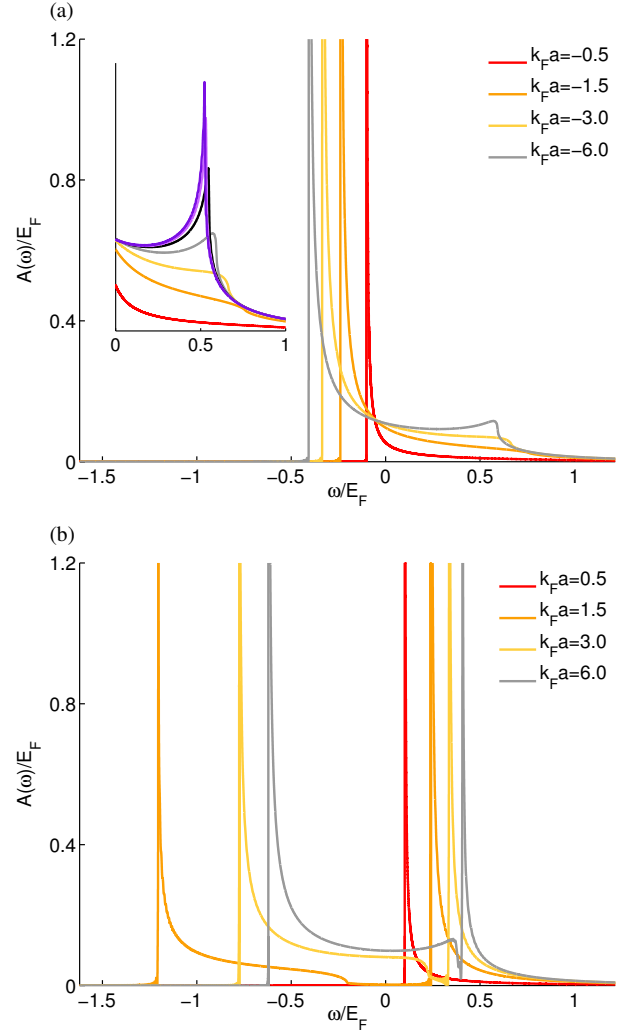 (a)
1.2
0.8
0.4
0
A(ω)/E_F
k_Fa=−0.5
k_Fa=−1.5
k_Fa=−3.0
k_Fa=−6.0
0 0.5 1
−1.5 −1 −0.5 0 0.5 1
ω/E_F
(b)
1.2
0.8
0.4
0
A(ω)/E_F
k_Fa=0.5
k_Fa=1.5
k_Fa=3.0
k_Fa=6.0
−1.5 −1 −0.5 0 0.5 1
ω/E_F